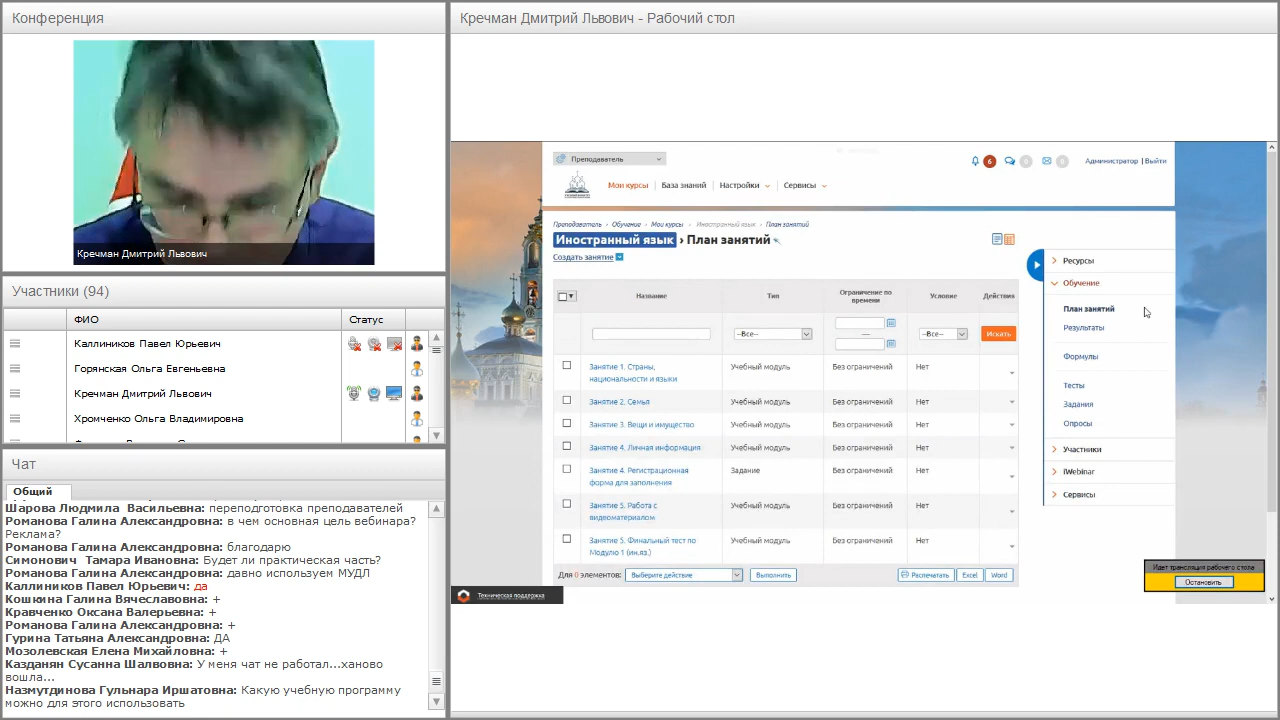 Конференция
Кречман Дмитрий Львович
Участники (94)
ФИО Статус
Каллиников Павел Юрьевич
Горянская Ольга Евгеньевна
Кречман Дмитрий Львович
Хромченко Ольга Владимировна
Чат
Общий
Шарова Людмила Васильевна: переподготовка преподавателей
Романова Галина Александровна: в чем основная цель вебинара?
Реклама?
Романова Галина Александровна: благодарю
Симонович Тамара Ивановна: Будет ли практическая часть?
Романова Галина Александровна: давно используем МУДЛ
Каллиников Павел Юрьевич: да
Кошкина Галина Вячеславовна: +
Кравченко Оксана Валерьевна: +
Романова Галина Александровна: +
Гурина Татьяна Александровна: ДА
Мозолевская Елена Михайловна: +
Казданян Сусанна Шалвовна: У меня чат не работал...ханово
вошла...
Назмутдинова Гульнара Иршатовна: Какую учебную программу
можно для этого использовать
Кречман Дмитрий Львович - Рабочий стол
Преподаватель
6 0 0 Администратор | Выйти
Мои курсы База знаний Настройки Сервисы
Преподаватель › Обучение › Мои курсы › Иностранный язык › План занятий
Иностранный язык › План занятий
Создать занятие
Название Тип Ограничение по времени Условие Действия
--Все-- — --Все-- Искать
Занятие 1. Страны, национальности и языки Учебный модуль Без ограничений Нет
Занятие 2. Семья Учебный модуль Без ограничений Нет
Занятие 3. Вещи и имущество Учебный модуль Без ограничений Нет
Занятие 4. Личная информация Учебный модуль Без ограничений Нет
Занятие 4. Регистрационная форма для заполнения Задание Без ограничений Нет
Занятие 5. Работа с видеоматериалом Учебный модуль Без ограничений Нет
Занятие 5. Финальный тест по Модулю 1 (ин.яз.) Учебный модуль Без ограничений Нет
Для 0 элементов: Выберите действие Выполнить Распечатать Excel Word
Ресурсы
Обучение
План занятий
Результаты
Формулы
Тесты
Задания
Опросы
Участники
iWebinar
Сервисы
Идет трансляция рабочего стола
Остановить
Техническая поддержка